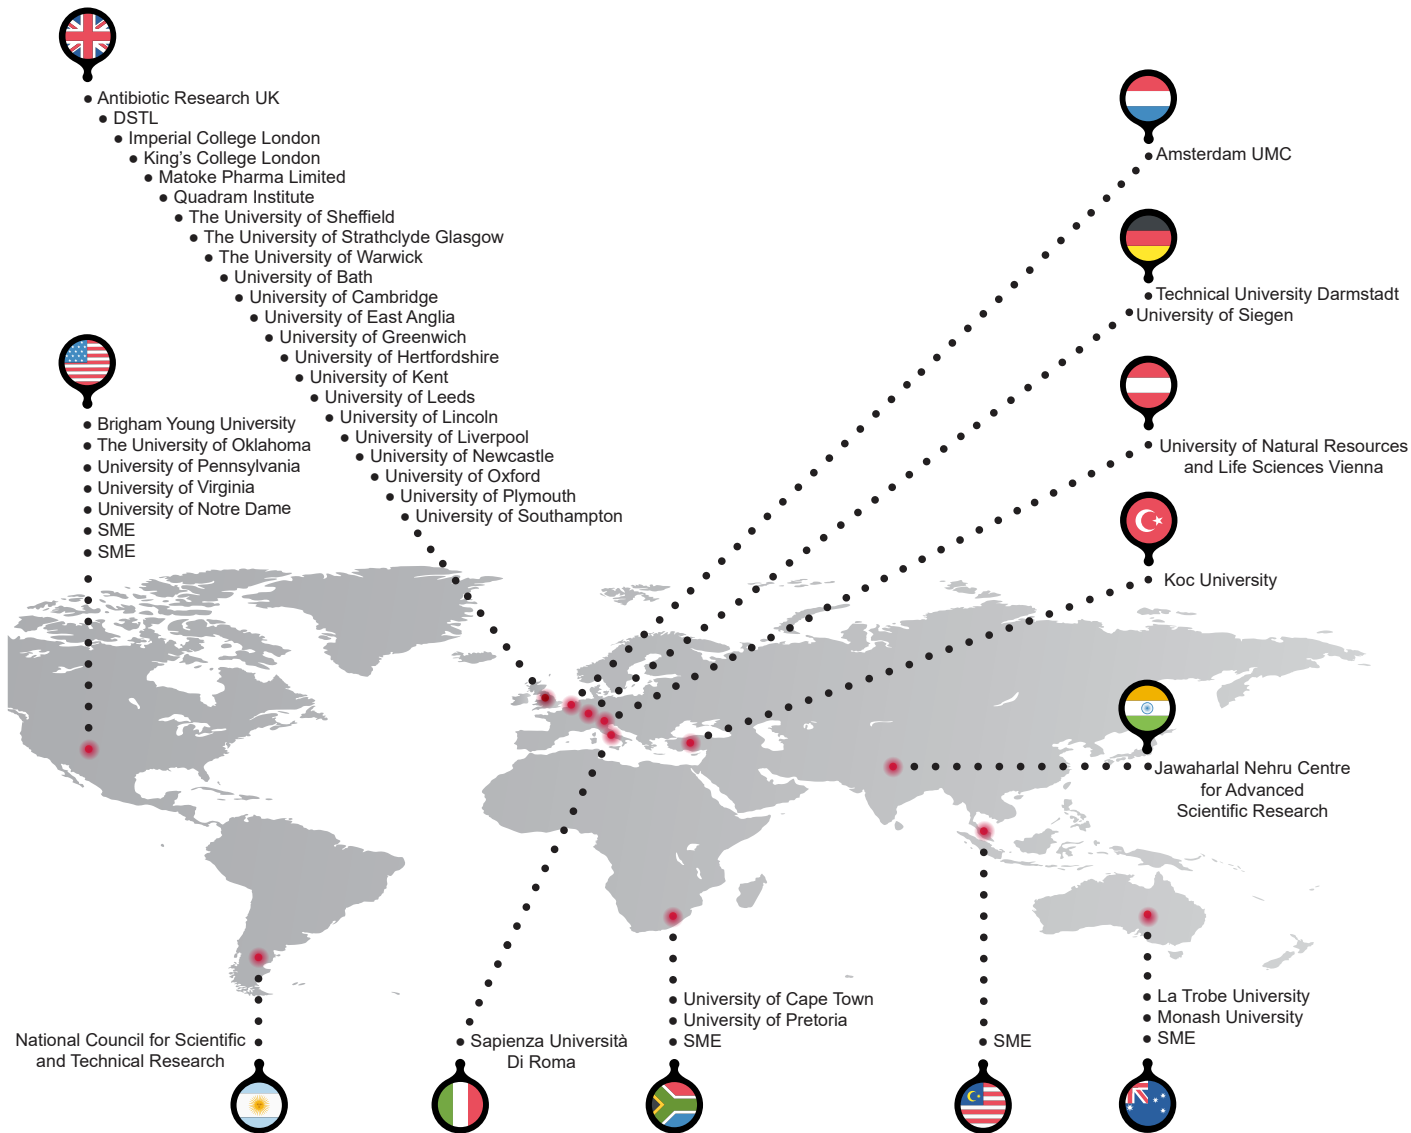 Antibiotic Research UK
DSTL
Imperial College London
King's College London
Matoke Pharma Limited
Quadram Institute
The University of Sheffield
The University of Strathclyde Glasgow
The University of Warwick
University of Bath
University of Cambridge
University of East Anglia
University of Greenwich
University of Hertfordshire
University of Kent
University of Leeds
University of Lincoln
University of Liverpool
University of Newcastle
University of Oxford
University of Plymouth
University of Southampton
Brigham Young University
The University of Oklahoma
University of Pennsylvania
University of Virginia
University of Notre Dame
SME
SME
Amsterdam UMC
Technical University Darmstadt
University of Siegen
University of Natural Resources
and Life Sciences Vienna
Koc University
Jawaharlal Nehru Centre
for Advanced
Scientific Research
National Council for Scientific
and Technical Research
Sapienza Università
Di Roma
University of Cape Town
University of Pretoria
SME
SME
La Trobe University
Monash University
SME